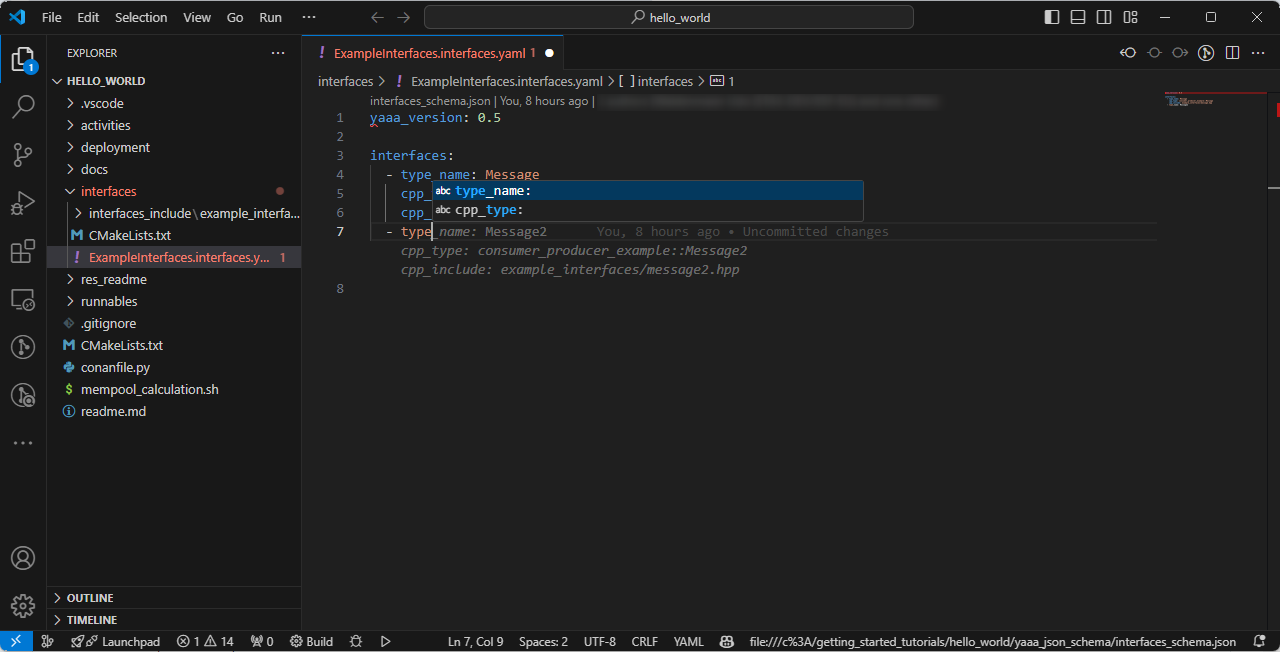 File Edit Selection View Go Run ··· hello_world
EXPLORER ···
HELLO_WORLD
.vscode
activities
deployment
docs
interfaces
interfaces_include\example_interfa...
CMakeLists.txt
! ExampleInterfaces.interfaces.y... 1
res_readme
runnables
.gitignore
CMakeLists.txt
conanfile.py
$ mempool_calculation.sh
readme.md
OUTLINE
TIMELINE
1
! ExampleInterfaces.interfaces.yaml 1
interfaces > ! ExampleInterfaces.interfaces.yaml > [ ] interfaces > abc 1
interfaces_schema.json | You, 8 hours ago |
1 yaaa_version: 0.5
2
3 interfaces:
4 - type_name: Message
5 cpp_
6 cpp_
abc type_name:
abc cpp_type:
7 - type_name: Message2 You, 8 hours ago • Uncommitted changes
cpp_type: consumer_producer_example::Message2
cpp_include: example_interfaces/message2.hpp
8
Launchpad 1 14 0 Build Ln 7, Col 9 Spaces: 2 UTF-8 CRLF YAML file:///c%3A/getting_started_tutorials/hello_world/yaaa_json_schema/interfaces_schema.json